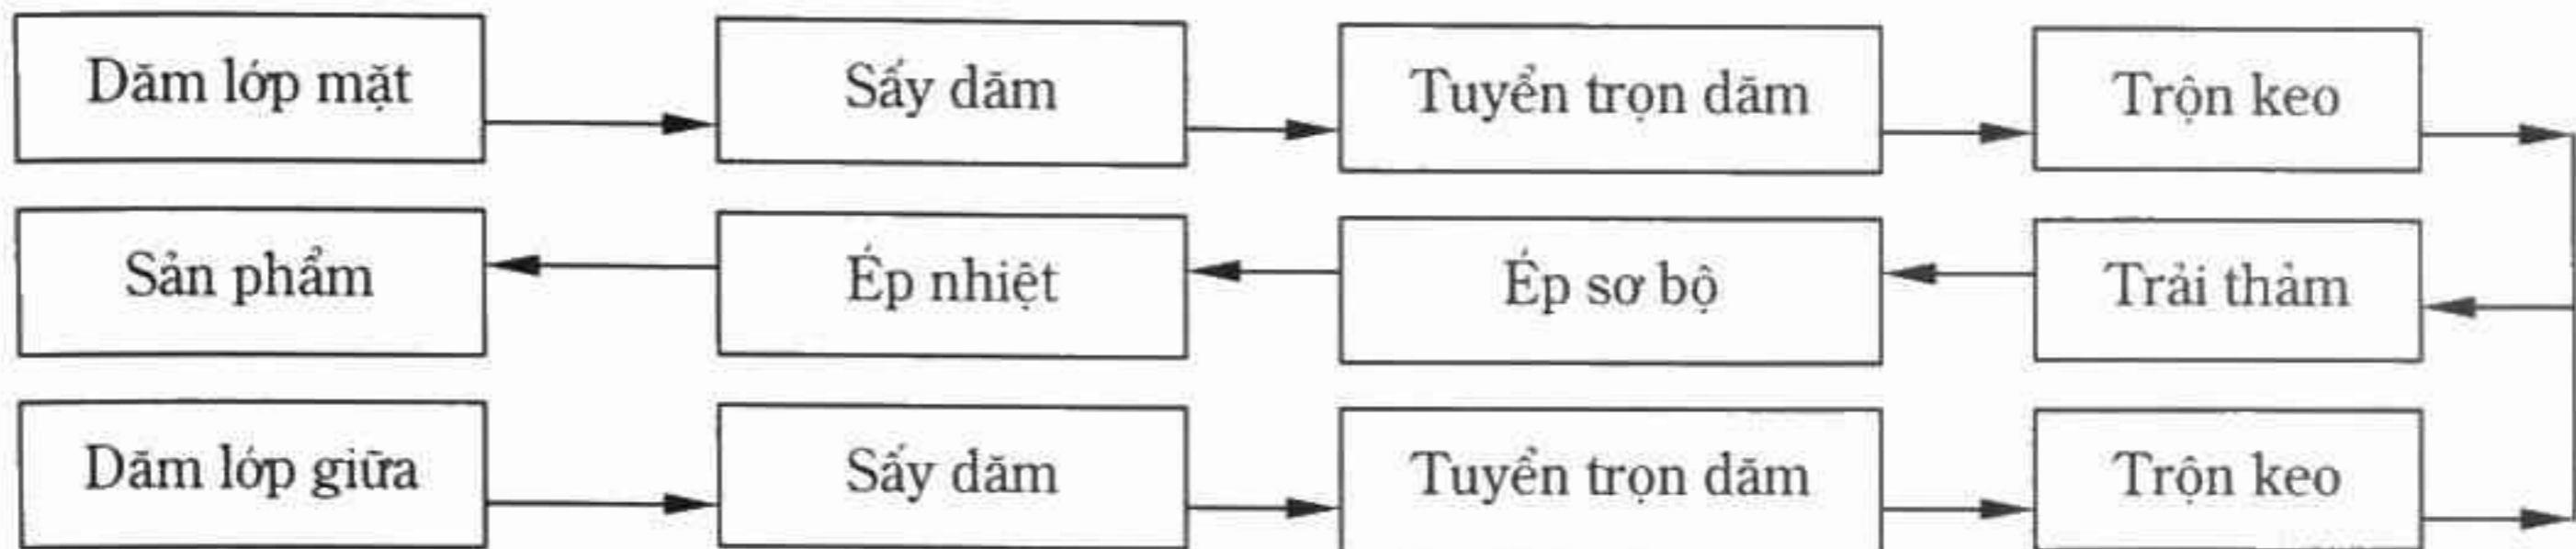 Dăm lớp mặt
Sấy dăm
Tuyển trọn dăm
Trộn keo
Sản phẩm
Ép nhiệt
Ép sơ bộ
Trải thảm
Dăm lớp giữa
Sấy dăm
Tuyển trọn dăm
Trộn keo